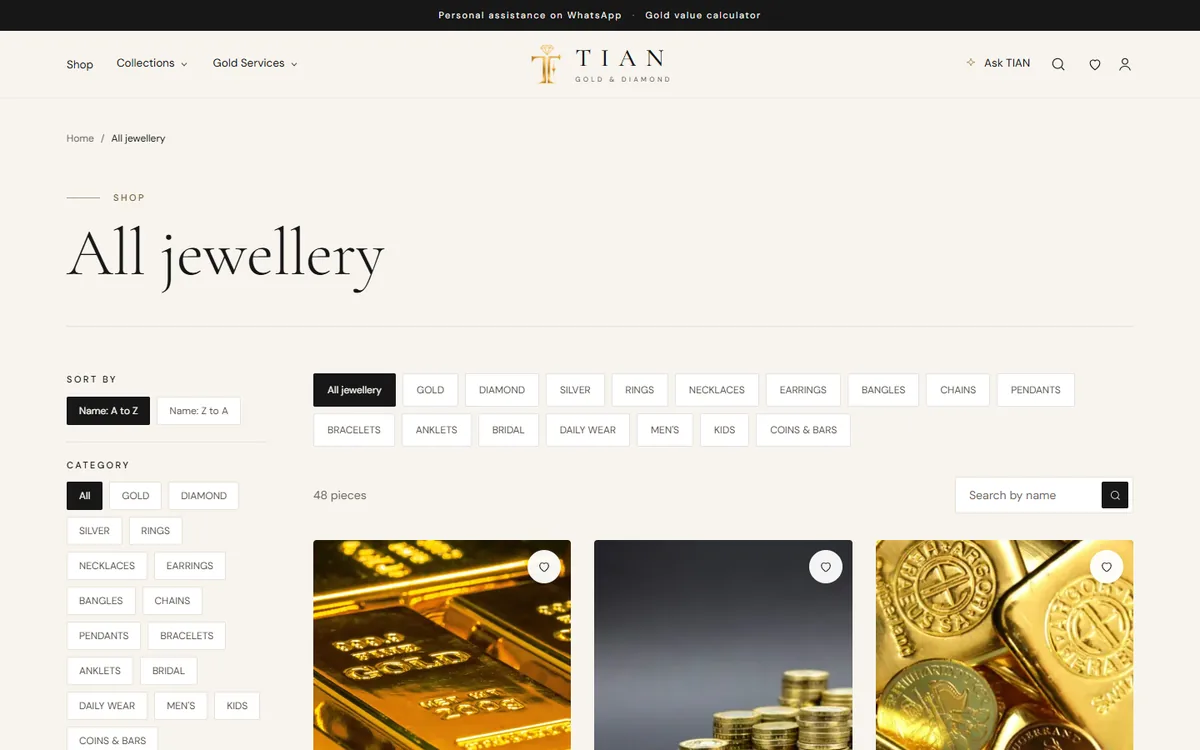 Personal assistance on WhatsApp · Gold value calculator
Shop Collections Gold Services
TIAN
GOLD & DIAMOND
Ask TIAN
Home / All jewellery
SHOP
All jewellery
SORT BY
Name: A to Z Name: Z to A
CATEGORY
All GOLD DIAMOND
SILVER RINGS
NECKLACES EARRINGS
BANGLES CHAINS
PENDANTS BRACELETS
ANKLETS BRIDAL
DAILY WEAR MEN'S KIDS
COINS & BARS
All jewellery GOLD DIAMOND SILVER RINGS NECKLACES EARRINGS BANGLES CHAINS PENDANTS
BRACELETS ANKLETS BRIDAL DAILY WEAR MEN'S KIDS COINS & BARS
48 pieces
Search by name
GOLD